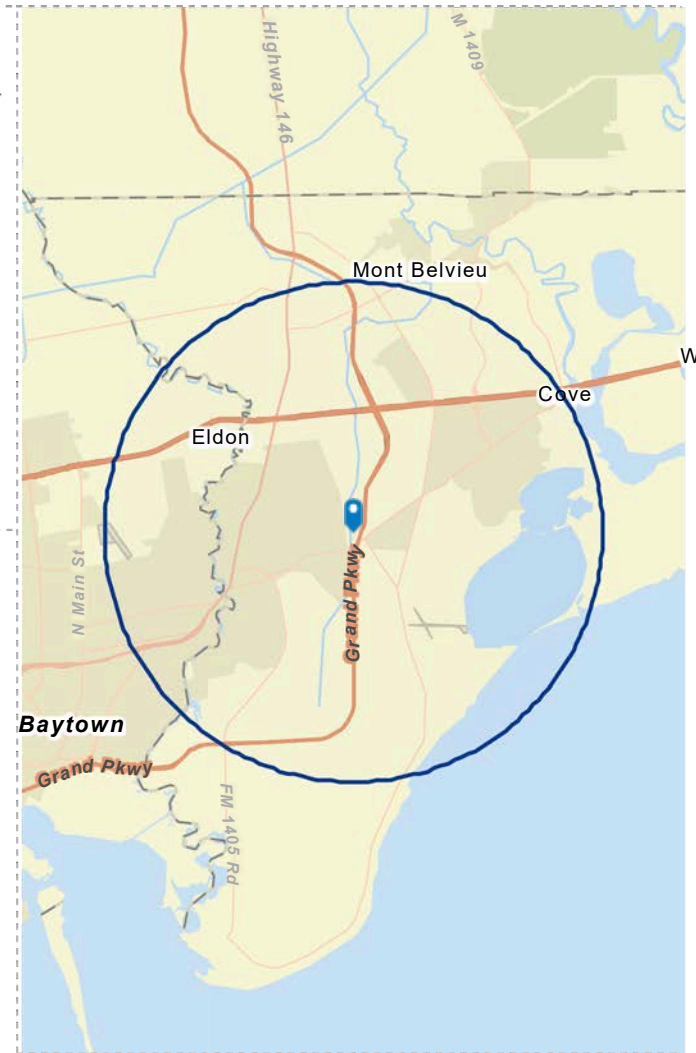 Highway 146
M 1409
Mont Belvieu
W
Cove
Eldon
N Main St
Grand Pkwy
Baytown
Grand Pkwy
FM 1405 Rd